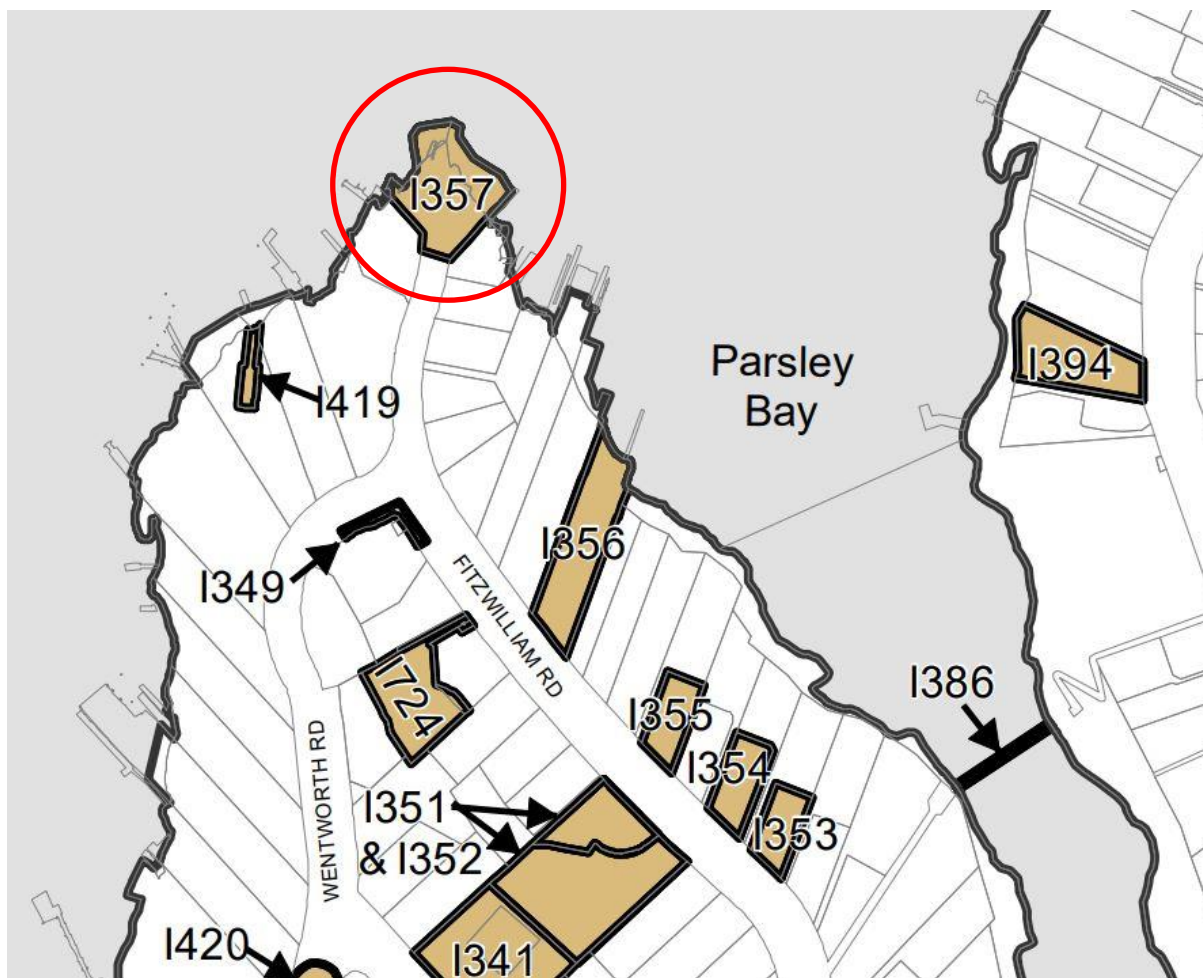 I357
Parsley
Bay
I394
I419
I356
I349
FITZWILLIAM RD
I724
I386
I355
I354
I351
& I352
I353
WENTWORTH RD
I420
I341